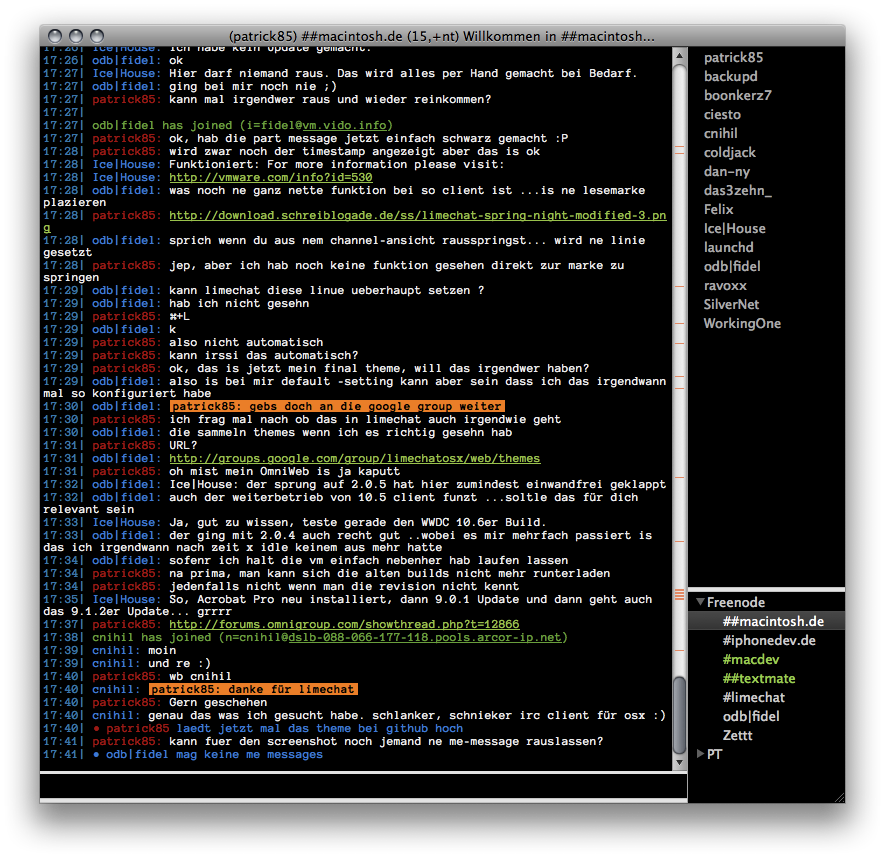 (patrick85) ##macintosh.de (15,+nt) Willkommen in ##macintosh...
17:26| Ice|House: Ich habe kein Update gemacht.
17:26| odb|fidel: ok
17:27| Ice|House: Hier darf niemand raus. Das wird alles per Hand gemacht bei Bedarf.
17:27| odb|fidel: ging bei mir noch nie ;)
17:27| patrick85: kann mal irgendwer raus und wieder reinkommen?
17:27|
17:27| odb|fidel has joined (i=fidel@vm.vido.info)
17:27| patrick85: ok, hab die part message jetzt einfach schwarz gemacht :P
17:28| patrick85: wird zwar noch der timestamp angezeigt aber das is ok
17:28| Ice|House: Funktioniert: For more information please visit:
17:28| Ice|House: http://vmware.com/info?id=530
17:28| odb|fidel: was noch ne ganz nette funktion bei so client ist ...is ne lesemarke
plazieren
17:28| patrick85: http://download.schreiblogade.de/ss/limechat-spring-night-modified-3.pn
g
17:28| odb|fidel: sprich wenn du aus nem channel-ansicht rausspringst... wird ne linie
gesetzt
17:28| patrick85: jep, aber ich hab noch keine funktion gesehen direkt zur marke zu
springen
17:29| odb|fidel: kann limechat diese linue ueberhaupt setzen ?
17:29| odb|fidel: hab ich nicht gesehn
17:29| patrick85: ⌘+L
17:29| odb|fidel: k
17:29| patrick85: also nicht automatisch
17:29| patrick85: kann irssi das automatisch?
17:29| patrick85: ok, das is jetzt mein final theme, will das irgendwer haben?
17:29| odb|fidel: also is bei mir default -setting kann aber sein dass ich das irgendwann
mal so konfiguriert habe
17:30| odb|fidel: patrick85: gebs doch an die google group weiter
17:30| patrick85: ich frag mal nach ob das in limechat auch irgendwie geht
17:30| odb|fidel: die sammeln themes wenn ich es richtig gesehn hab
17:31| patrick85: URL?
17:31| odb|fidel: http://groups.google.com/group/limechatosx/web/themes
17:31| patrick85: oh mist mein OmniWeb is ja kaputt
17:32| odb|fidel: Ice|House: der sprung auf 2.0.5 hat hier zumindest einwandfrei geklappt
17:32| odb|fidel: auch der weiterbetrieb von 10.5 client funzt ...soltle das für dich
relevant sein
17:33| Ice|House: Ja, gut zu wissen, teste gerade den WWDC 10.6er Build.
17:33| odb|fidel: der ging mit 2.0.4 auch recht gut ..wobei es mir mehrfach passiert is
das ich irgendwann nach zeit x idle keinem aus mehr hatte
17:34| odb|fidel: sofenr ich halt die vm einfach nebenher hab laufen lassen
17:34| patrick85: na prima, man kann sich die alten builds nicht mehr runterladen
17:34| patrick85: jedenfalls nicht wenn man die revision nicht kennt
17:35| Ice|House: So, Acrobat Pro neu installiert, dann 9.0.1 Update und dann geht auch
das 9.1.2er Update... grrrr
17:37| patrick85: http://forums.omnigroup.com/showthread.php?t=12866
17:38| cnihil has joined (n=cnihil@dslb-088-066-177-118.pools.arcor-ip.net)
17:39| cnihil: moin
17:39| cnihil: und re :)
17:40| patrick85: wb cnihil
17:40| cnihil: patrick85: danke für limechat
17:40| patrick85: Gern geschehen
17:40| cnihil: genau das was ich gesucht habe. schlanker, schnieker irc client für osx :)
17:40| ● patrick85 laedt jetzt mal das theme bei github hoch
17:41| patrick85: kann fuer den screenshot noch jemand ne me-message rauslassen?
17:41| ● odb|fidel mag keine me messages
patrick85
backupd
boonkerz7
ciesto
cnihil
coldjack
dan-ny
das3zehn_
Felix
Ice|House
launchd
odb|fidel
ravoxx
SilverNet
WorkingOne
Freenode
##macintosh.de
#iphonedev.de
#macdev
##textmate
#limechat
odb|fidel
Zettt
PT